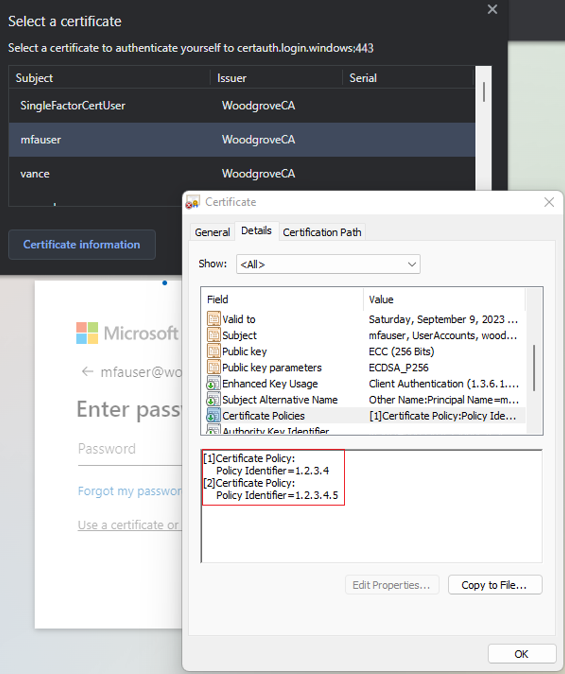 Select a certificate
Select a certificate to authenticate yourself to certauth.login.windows:443
Subject Issuer Serial
SingleFactorCertUser WoodgroveCA
mfauser WoodgroveCA
vance WoodgroveCA
Certificate information
Microsoft
mfauser@wo
Enter pass
Password
Forgot my passwor
Use a certificate or
Certificate
General Details Certification Path
Show: <All>
Field Value
Valid to Saturday, September 9, 2023 ...
Subject mfauser, UserAccounts, wood...
Public key ECC (256 Bits)
Public key parameters ECDSA_P256
Enhanced Key Usage Client Authentication (1.3.6.1....
Subject Alternative Name Other Name:Principal Name=m...
Certificate Policies [1]Certificate Policy:Policy Ide...
Authority Key Identifier
[1]Certificate Policy:
Policy Identifier=1.2.3.4
[2]Certificate Policy:
Policy Identifier=1.2.3.4.5
Edit Properties... Copy to File...
OK